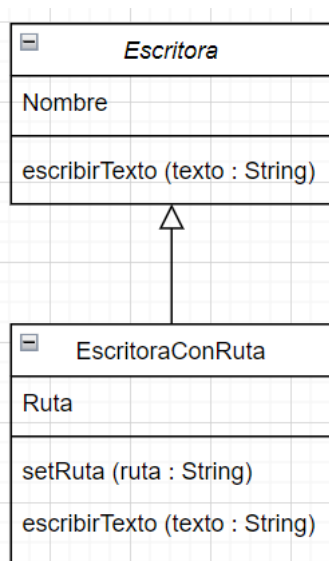 Escritora
Nombre
escribirTexto (texto : String)
EscritoraConRuta
Ruta
setRuta (ruta : String)
escribirTexto (texto : String)